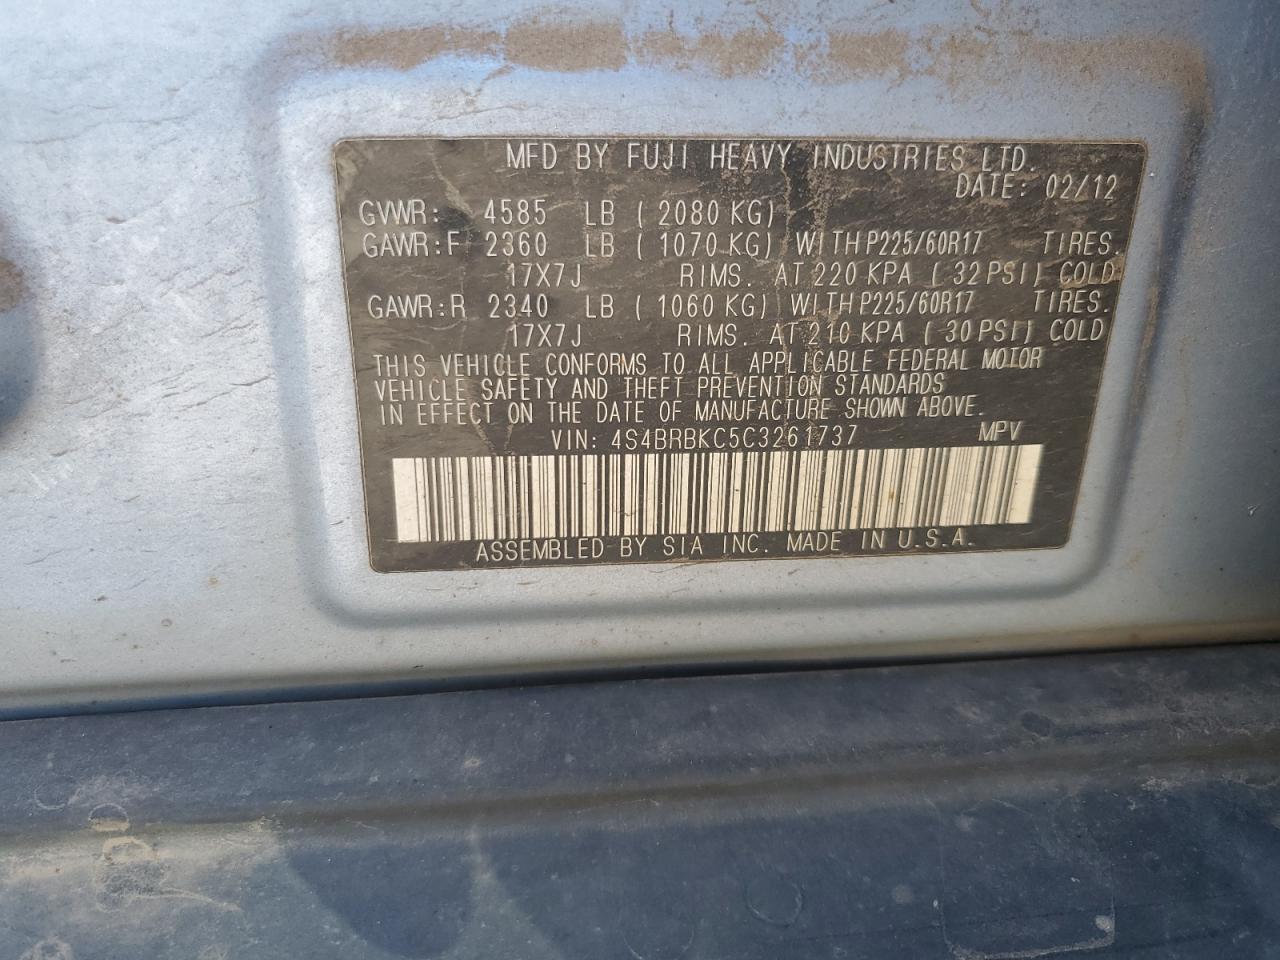 MFD BY FUJI HEAVY INDUSTRIES LTD.
DATE: 02/12
GVWR: 4585 LB ( 2080 KG)
GAWR:F 2360 LB ( 1070 KG) WITH P225/60R17 TIRES.
17X7J RIMS. AT 220 KPA ( 32 PSI) COLD
GAWR:R 2340 LB ( 1060 KG) WITH P225/60R17 TIRES.
17X7J RIMS. AT 210 KPA ( 30 PSI) COLD
THIS VEHICLE CONFORMS TO ALL APPLICABLE FEDERAL MOTOR
VEHICLE SAFETY AND THEFT PREVENTION STANDARDS
IN EFFECT ON THE DATE OF MANUFACTURE SHOWN ABOVE.
VIN: 4S4BRBKC5C3261737 MPV
ASSEMBLED BY SIA INC. MADE IN U.S.A.